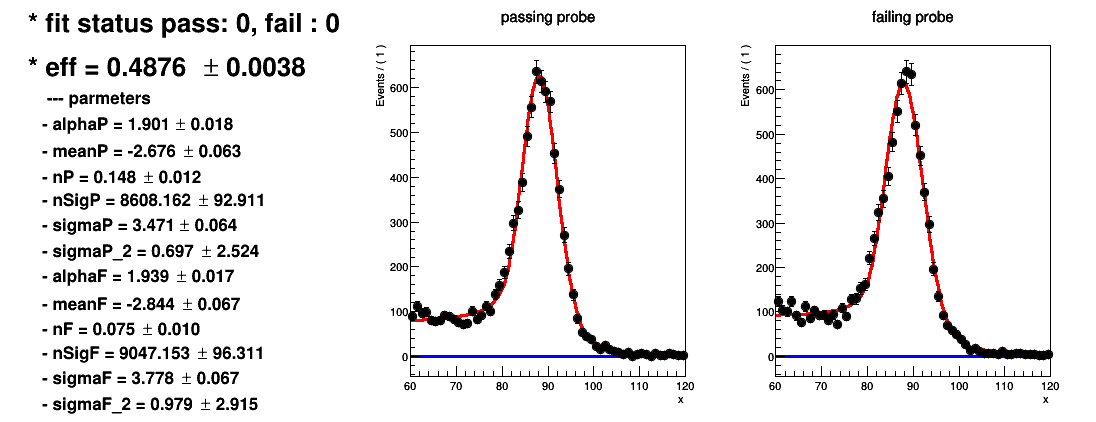 * fit status pass: 0, fail : 0
* eff = 0.4876 ± 0.0038
--- parmeters
- alphaP = 1.901 ± 0.018
- meanP = -2.676 ± 0.063
- nP = 0.148 ± 0.012
- nSigP = 8608.162 ± 92.911
- sigmaP = 3.471 ± 0.064
- sigmaP_2 = 0.697 ± 2.524
- alphaF = 1.939 ± 0.017
- meanF = -2.844 ± 0.067
- nF = 0.075 ± 0.010
- nSigF = 9047.153 ± 96.311
- sigmaF = 3.778 ± 0.067
- sigmaF_2 = 0.979 ± 2.915
passing probe
Events / ( 1 )
600
500
400
300
200
100
0
60 70 80 90 100 110 120
x
failing probe
Events / ( 1 )
600
500
400
300
200
100
0
60 70 80 90 100 110 120
x